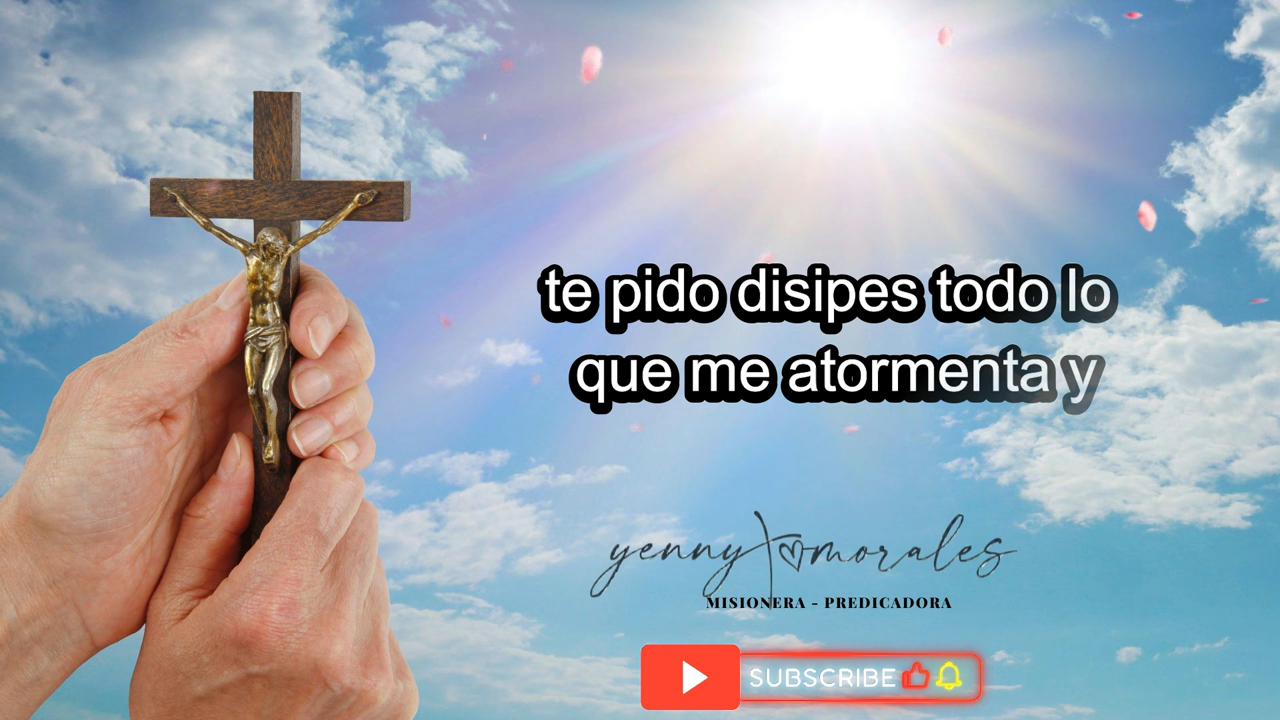 te pido disipes todo lo
que me atormenta y
yenny morales
MISIONERA - PREDICADORA
SUBSCRIBE